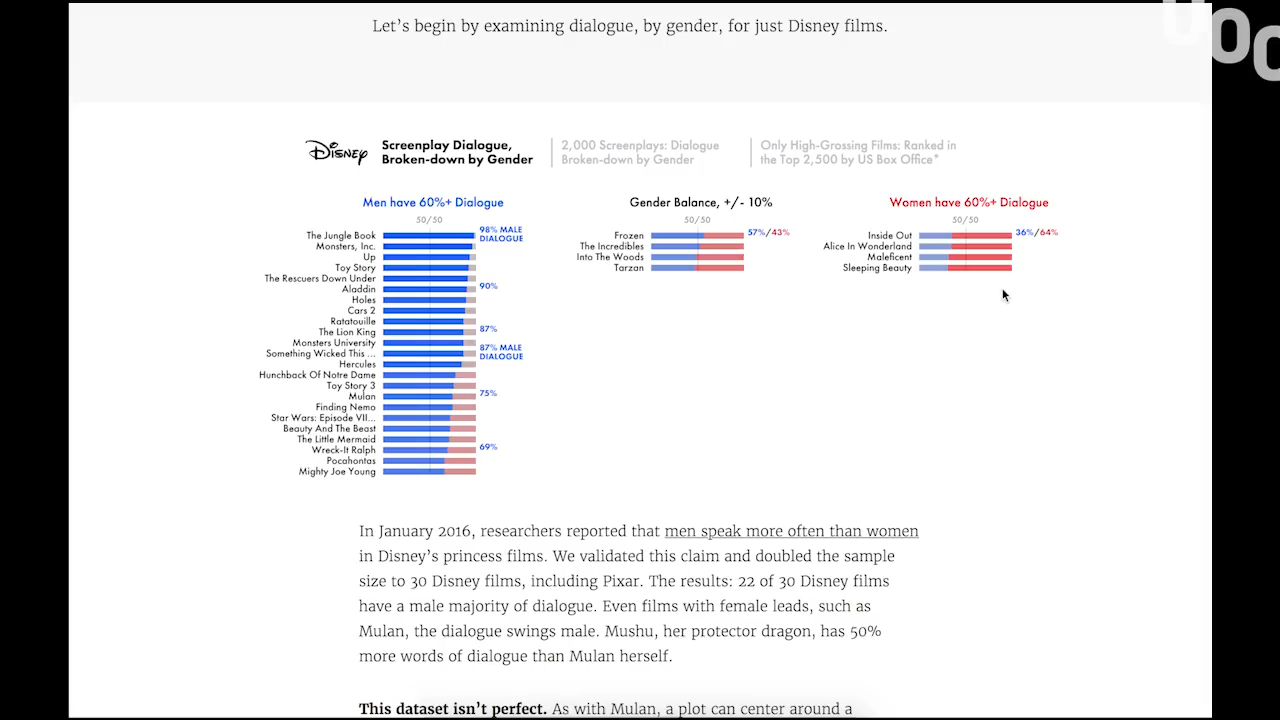 Let's begin by examining dialogue, by gender, for just Disney films.
UOC
DISNEY
Screenplay Dialogue,
Broken-down by Gender
2,000 Screenplays: Dialogue
Broken-down by Gender
Only High-Grossing Films: Ranked in
the Top 2,500 by US Box Office*
Men have 60%+ Dialogue
50/50
The Jungle Book 98% MALE
DIALOGUE
Monsters, Inc.
Up
Toy Story
The Rescuers Down Under
Aladdin 90%
Holes
Cars 2
Ratatouille
The Lion King 87%
Monsters University
Something Wicked This ... 87% MALE
DIALOGUE
Hercules
Hunchback Of Notre Dame
Toy Story 3
Mulan 75%
Finding Nemo
Star Wars: Episode VII...
Beauty And The Beast
The Little Mermaid
Wreck-It Ralph 69%
Pocahontas
Mighty Joe Young
Gender Balance, +/- 10%
50/50
Frozen 57%/43%
The Incredibles
Into The Woods
Tarzan
Women have 60%+ Dialogue
50/50
Inside Out 36%/64%
Alice In Wonderland
Maleficent
Sleeping Beauty
In January 2016, researchers reported that men speak more often than women
in Disney's princess films. We validated this claim and doubled the sample
size to 30 Disney films, including Pixar. The results: 22 of 30 Disney films
have a male majority of dialogue. Even films with female leads, such as
Mulan, the dialogue swings male. Mushu, her protector dragon, has 50%
more words of dialogue than Mulan herself.
This dataset isn't perfect. As with Mulan, a plot can center around a